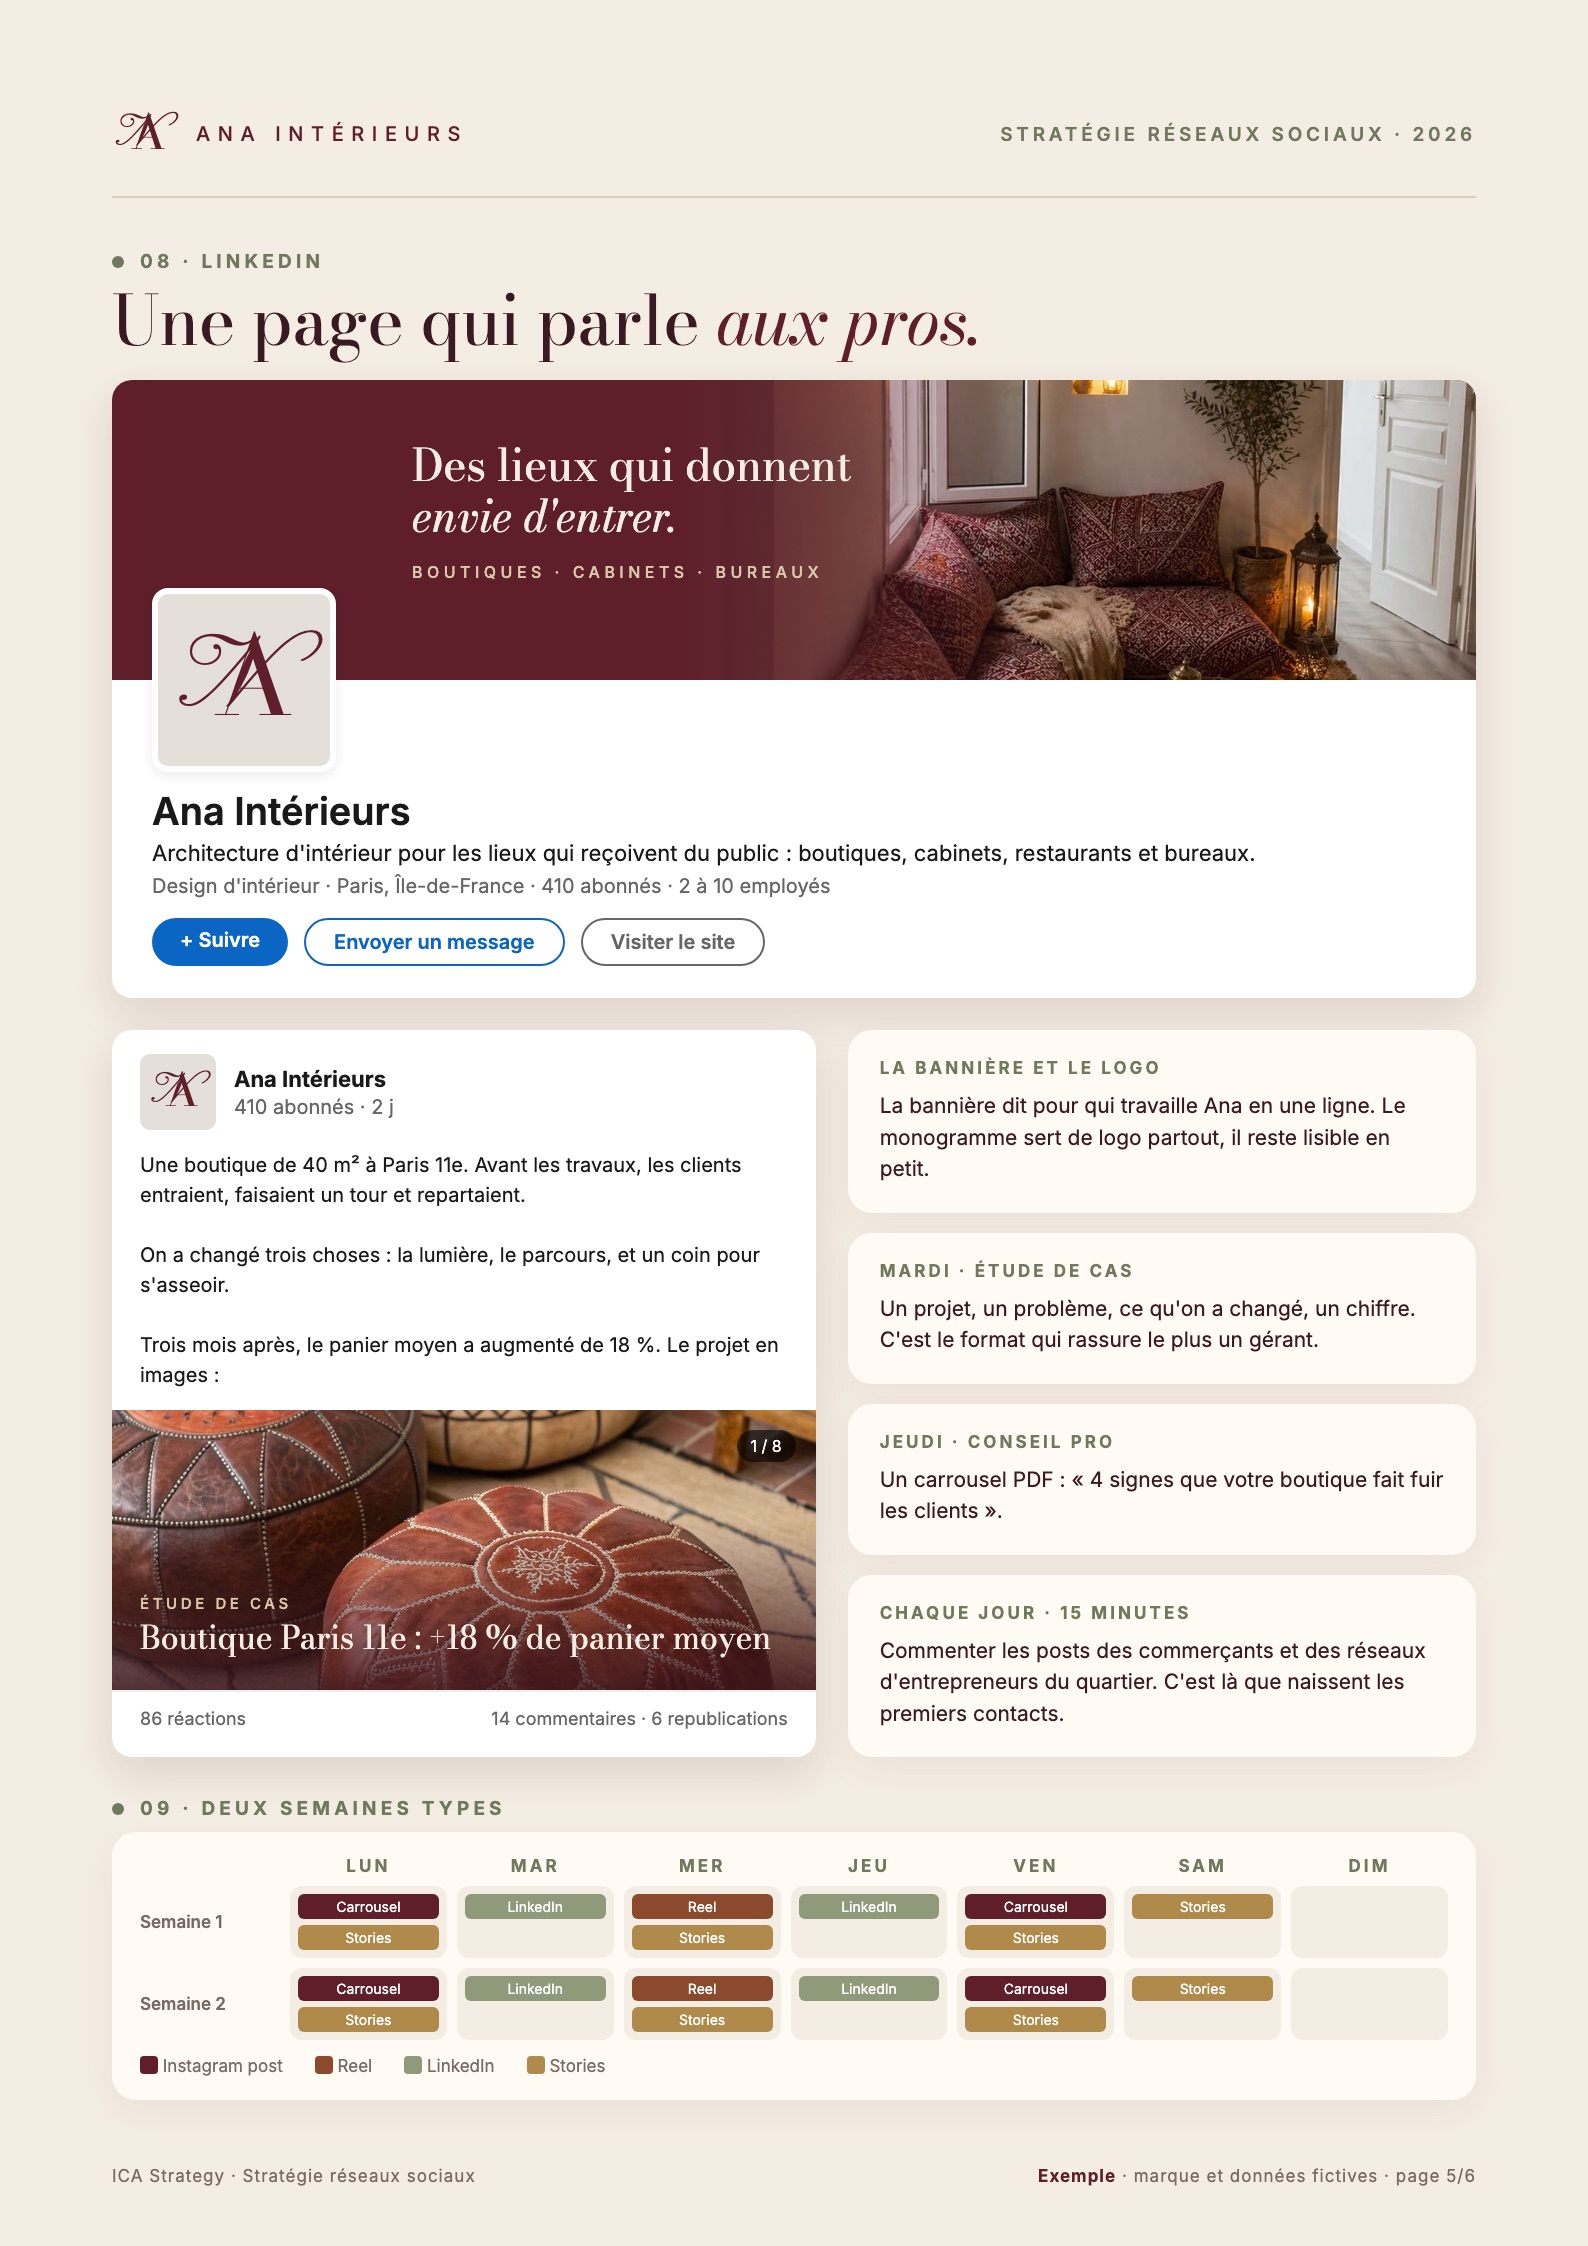 ANA INTÉRIEURS
STRATÉGIE RÉSEAUX SOCIAUX · 2026
08 · LINKEDIN
Une page qui parle aux pros.
Des lieux qui donnent
envie d'entrer.
BOUTIQUES · CABINETS · BUREAUX
Ana Intérieurs
Architecture d'intérieur pour les lieux qui reçoivent du public : boutiques, cabinets, restaurants et bureaux.
Design d'intérieur · Paris, Île-de-France · 410 abonnés · 2 à 10 employés
+ Suivre
Envoyer un message
Visiter le site
Ana Intérieurs
410 abonnés · 2 j
Une boutique de 40 m² à Paris 11e. Avant les travaux, les clients
entraient, faisaient un tour et repartaient.
On a changé trois choses : la lumière, le parcours, et un coin pour
s'asseoir.
Trois mois après, le panier moyen a augmenté de 18 %. Le projet en
images :
1 / 8
ÉTUDE DE CAS
Boutique Paris 11e : +18 % de panier moyen
86 réactions
14 commentaires · 6 republications
LA BANNIÈRE ET LE LOGO
La bannière dit pour qui travaille Ana en une ligne. Le
monogramme sert de logo partout, il reste lisible en
petit.
MARDI · ÉTUDE DE CAS
Un projet, un problème, ce qu'on a changé, un chiffre.
C'est le format qui rassure le plus un gérant.
JEUDI · CONSEIL PRO
Un carrousel PDF : « 4 signes que votre boutique fait fuir
les clients ».
CHAQUE JOUR · 15 MINUTES
Commenter les posts des commerçants et des réseaux
d'entrepreneurs du quartier. C'est là que naissent les
premiers contacts.
09 · DEUX SEMAINES TYPES
LUN MAR MER JEU VEN SAM DIM
Semaine 1
Carrousel LinkedIn Reel LinkedIn Carrousel Stories
Stories Stories Stories
Semaine 2
Carrousel LinkedIn Reel LinkedIn Carrousel Stories
Stories Stories Stories
Instagram post Reel LinkedIn Stories
ICA Strategy · Stratégie réseaux sociaux
Exemple · marque et données fictives · page 5/6